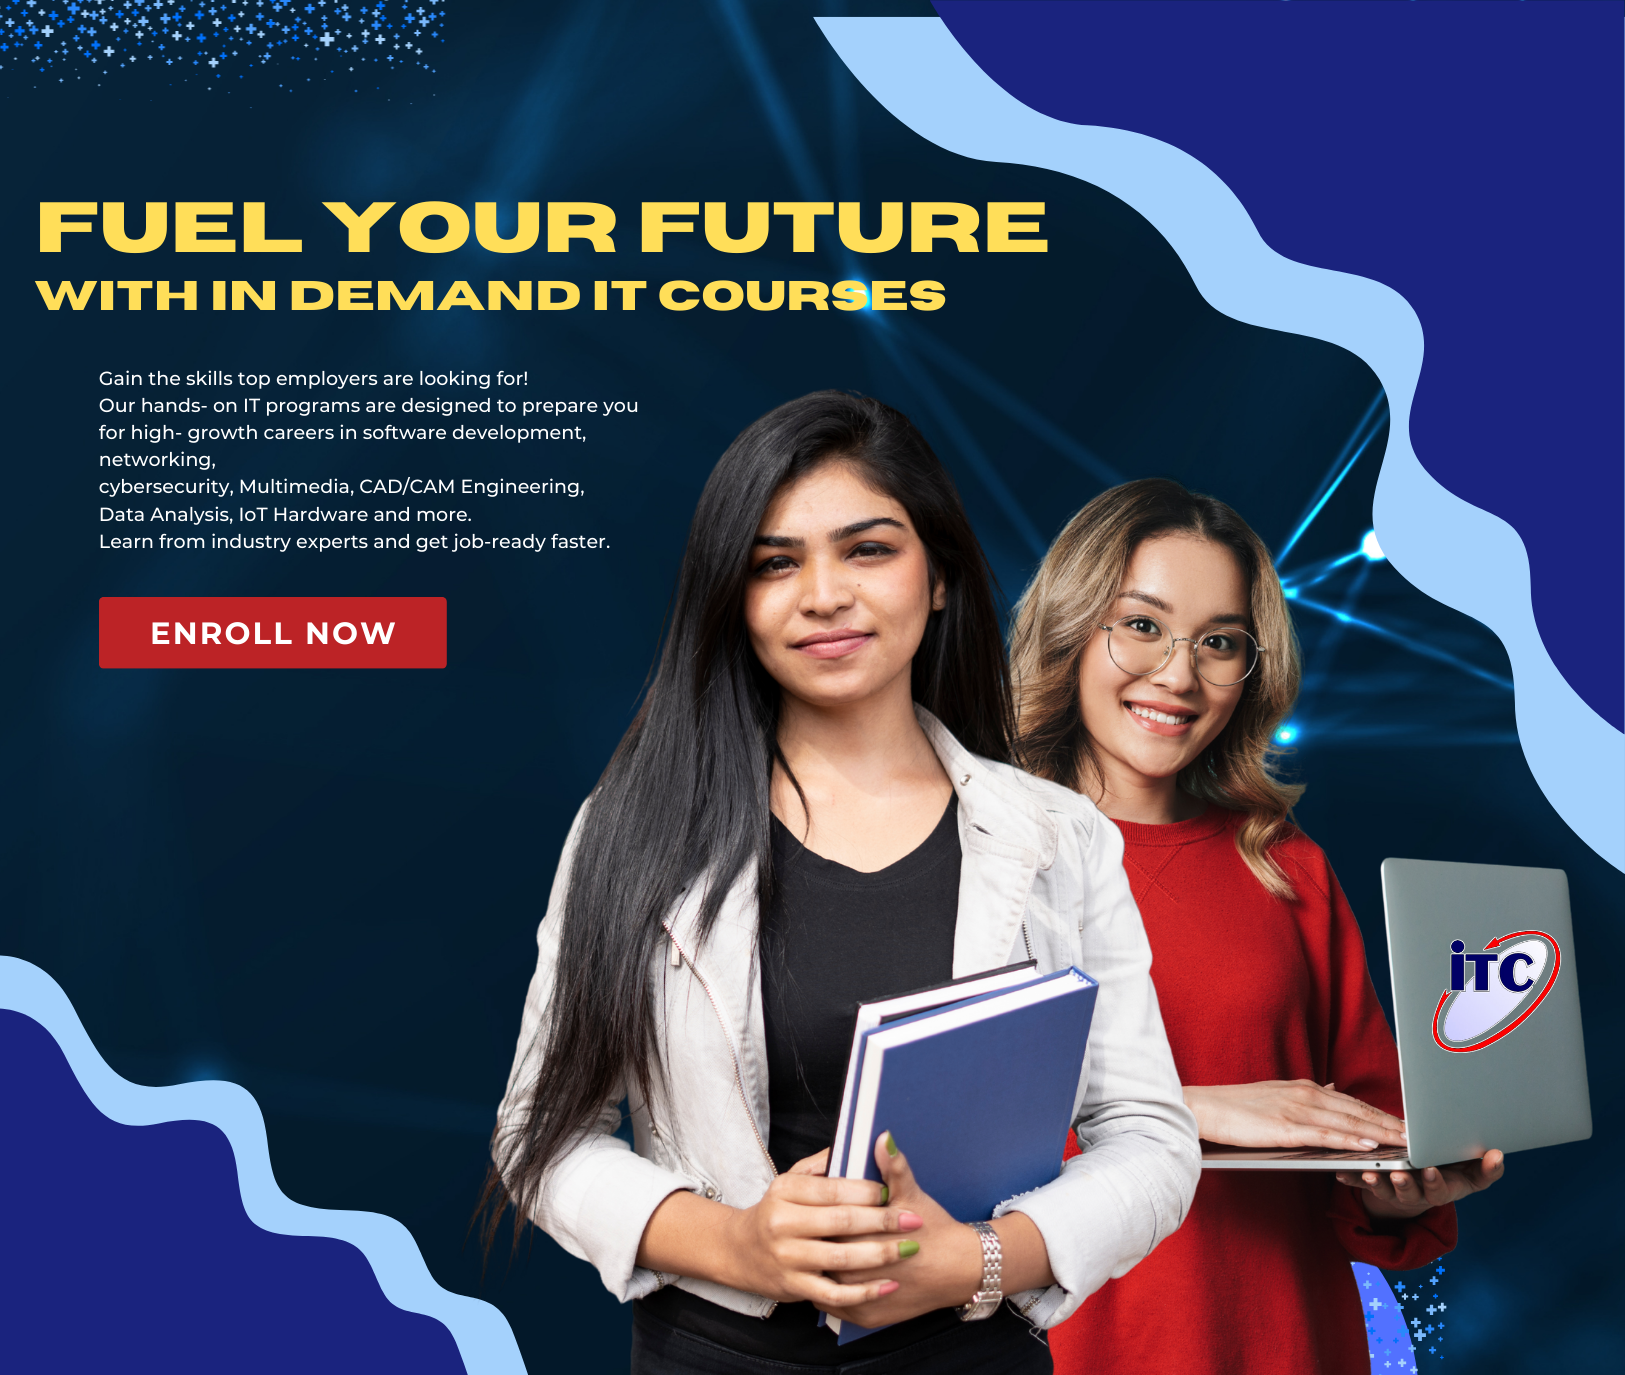 FUEL YOUR FUTURE
WITH IN DEMAND IT COURSES
Gain the skills top employers are looking for!
Our hands- on IT programs are designed to prepare you
for high- growth careers in software development,
networking,
cybersecurity, Multimedia, CAD/CAM Engineering,
Data Analysis, IoT Hardware and more.
Learn from industry experts and get job-ready faster.
ENROLL NOW
iTC